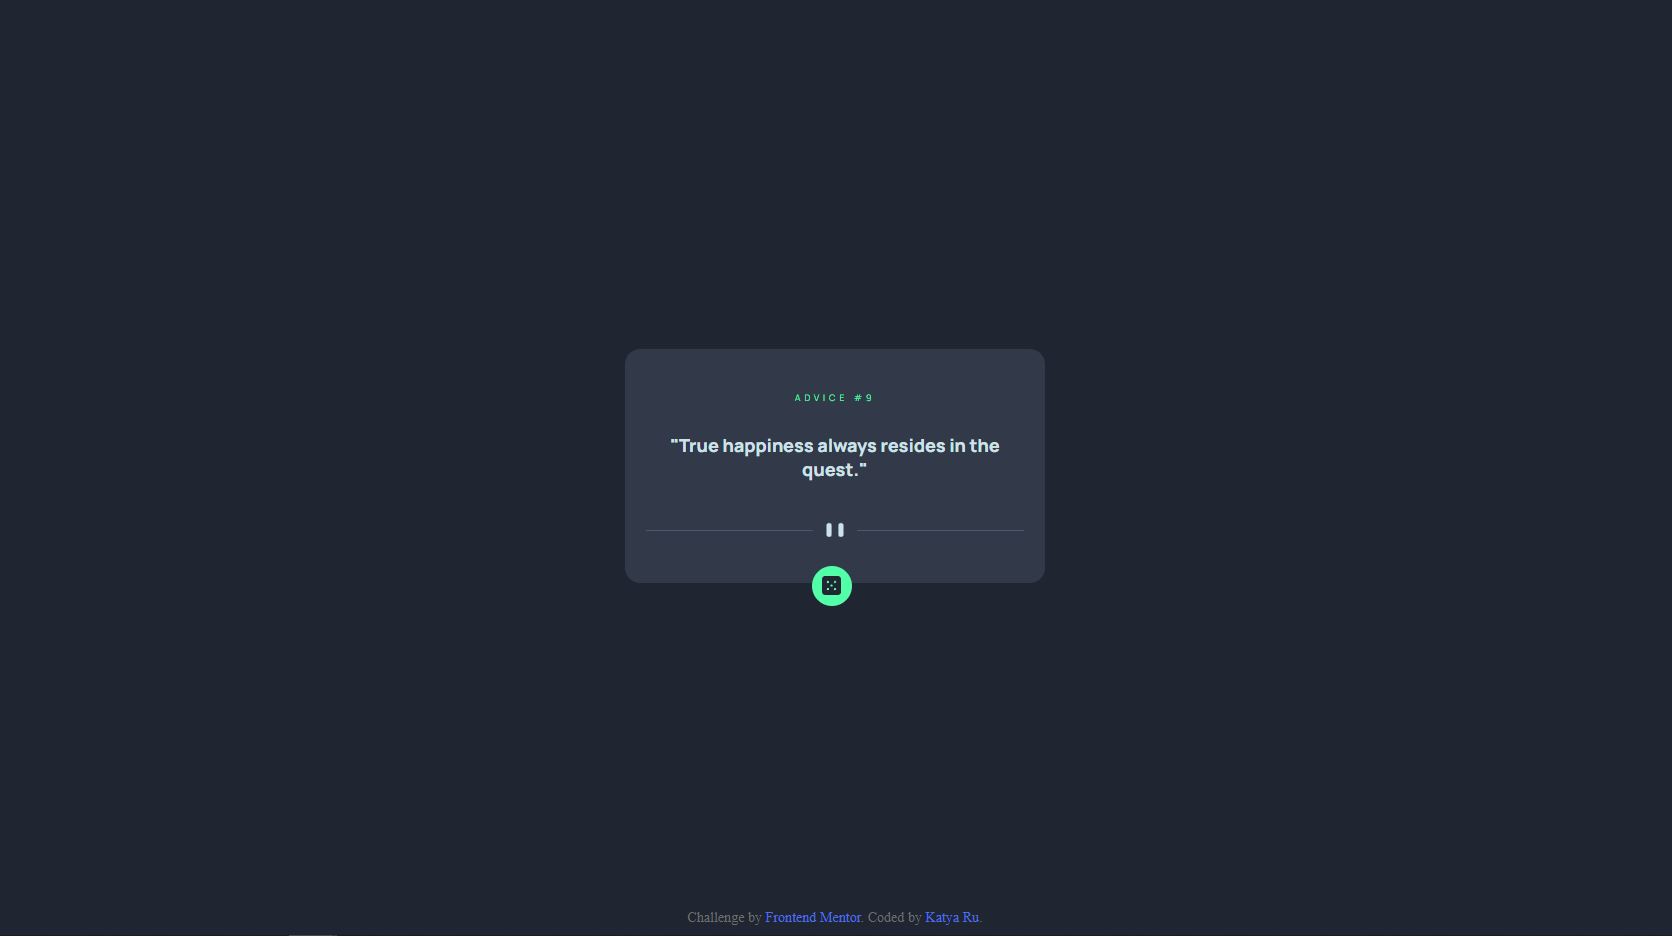 ADVICE #9
"True happiness always resides in the
quest."
Challenge by Frontend Mentor. Coded by Katya Ru.